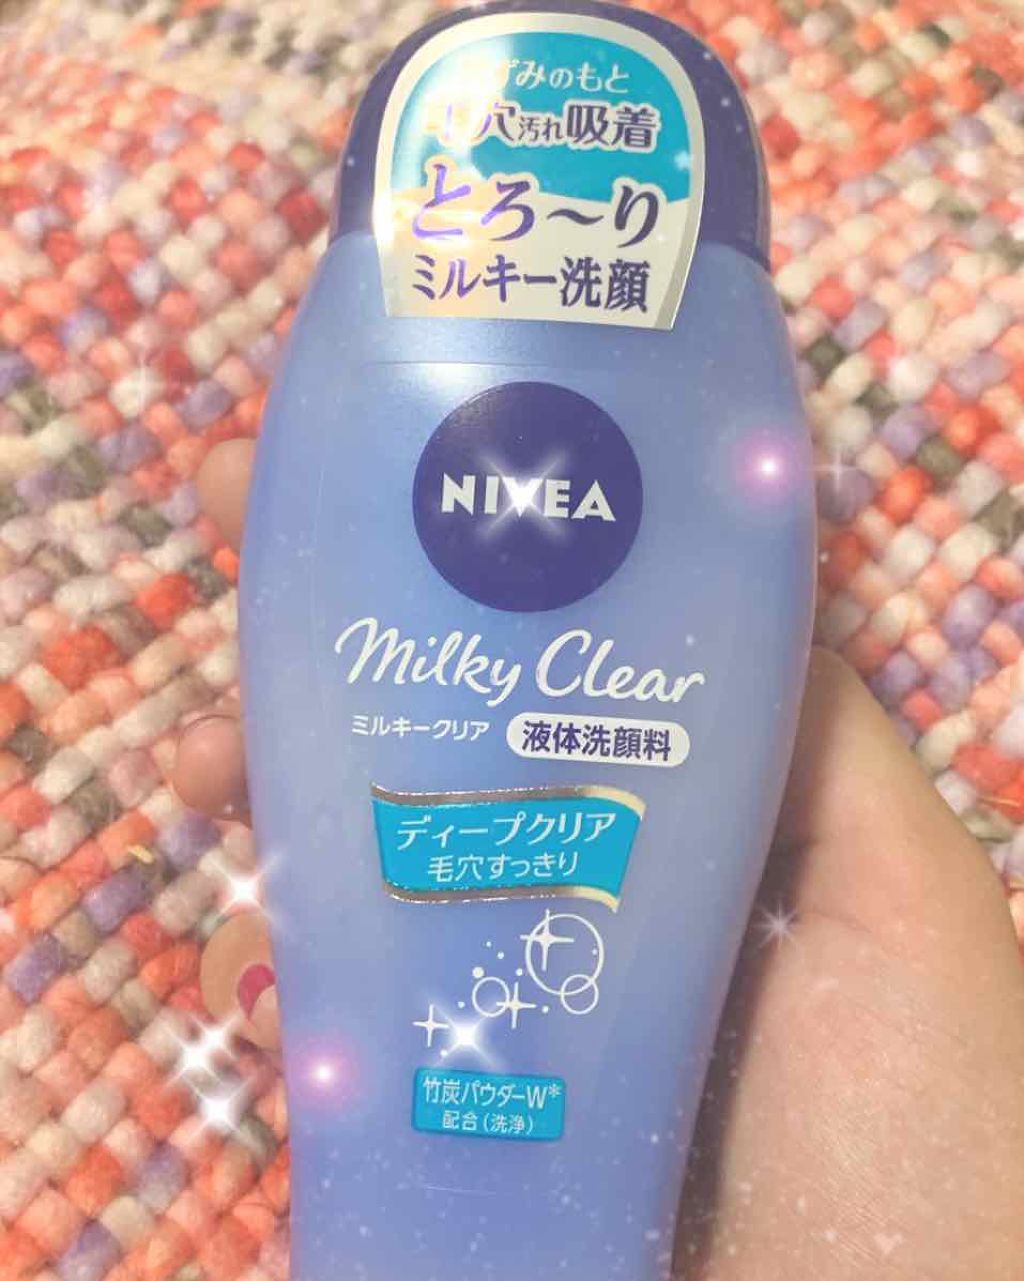 ずみのもと
毛穴汚れ吸着
とろ〜り
ミルキー洗顔
NIVEA
Milky Clear
ミルキークリア 液体洗顔料
ディープクリア
毛穴すっきり
竹炭パウダーW*
配合(洗浄)